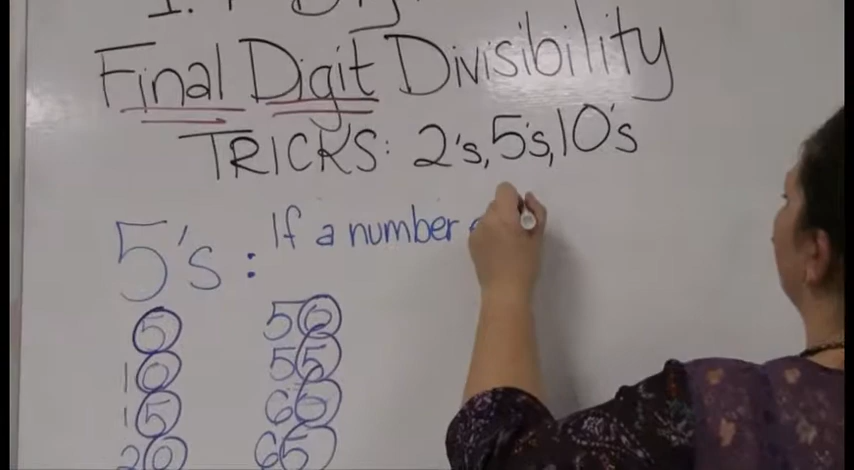 Final Digit Divisibility
TRICKS: 2's, 5's, 10's
5's: If a number
5 50
10 55
15 60
20 65